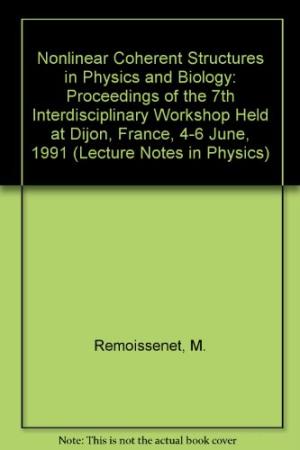 Nonlinear Coherent Structures
in Physics and Biology:
Proceedings of the 7th
Interdisciplinary Workshop Held
at Dijon, France, 4-6 June,
1991 (Lecture Notes in Physics)
Remoissenet, M.
Note: This is not the actual book cover